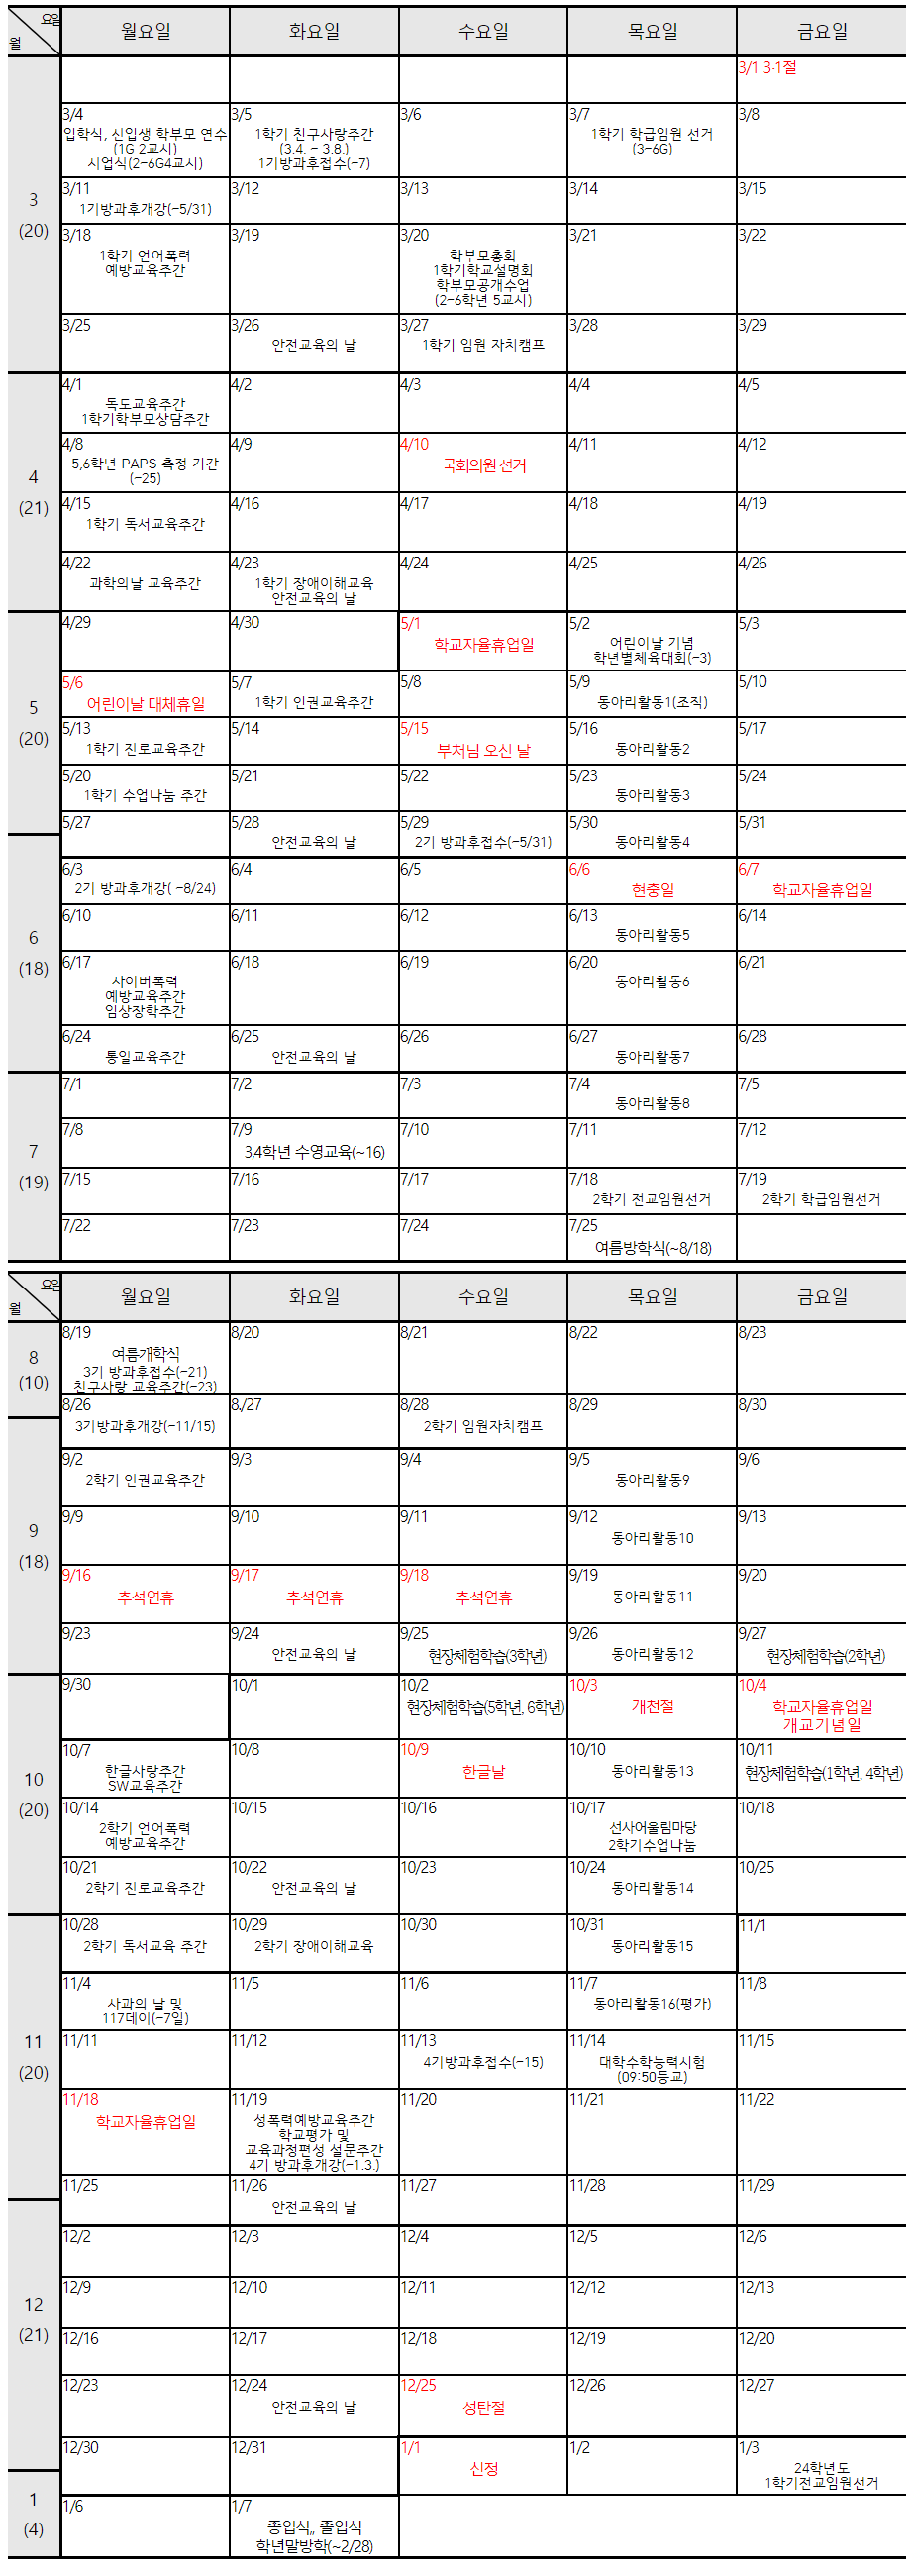 요일
월
월요일
화요일
수요일
목요일
금요일
3
(20)
3/1 3·1절
3/4
입학식, 신입생 학부모 연수
(1G 2교시)
시업식(2-6G4교시)
3/5
1학기 친구사랑주간
(3.4. ~ 3.8.)
1기방과후접수(~7)
3/6
3/7
1학기 학급임원 선거
(3-6G)
3/8
3/11
1기방과후개강(~5/31)
3/12
3/13
3/14
3/15
3/18
1학기 언어폭력
예방교육주간
3/19
3/20
학부모총회
1학기학교설명회
학부모공개수업
(2-6학년 5교시)
3/21
3/22
3/25
3/26
안전교육의 날
3/27
1학기 임원 자치캠프
3/28
3/29
4
(21)
4/1
독도교육주간
1학기학부모상담주간
4/2
4/3
4/4
4/5
4/8
5,6학년 PAPS 측정 기간
(~25)
4/9
4/10
국회의원 선거
4/11
4/12
4/15
1학기 독서교육주간
4/16
4/17
4/18
4/19
4/22
과학의날 교육주간
4/23
1학기 장애이해교육
안전교육의 날
4/24
4/25
4/26
5
(20)
4/29
4/30
5/1
학교자율휴업일
5/2
어린이날 기념
학년별체육대회(~3)
5/3
5/6
어린이날 대체휴일
5/7
1학기 인권교육주간
5/8
5/9
동아리활동1(조직)
5/10
5/13
1학기 진로교육주간
5/14
5/15
부처님 오신 날
5/16
동아리활동2
5/17
5/20
1학기 수업나눔 주간
5/21
5/22
5/23
동아리활동3
5/24
5/27
5/28
안전교육의 날
5/29
2기 방과후접수(~5/31)
5/30
동아리활동4
5/31
6
(18)
6/3
2기 방과후개강( ~8/24)
6/4
6/5
6/6
현충일
6/7
학교자율휴업일
6/10
6/11
6/12
6/13
동아리활동5
6/14
6/17
사이버폭력
예방교육주간
임상장학주간
6/18
6/19
6/20
동아리활동6
6/21
6/24
통일교육주간
6/25
안전교육의 날
6/26
6/27
동아리활동7
6/28
7
(19)
7/1
7/2
7/3
7/4
동아리활동8
7/5
7/8
7/9
3,4학년 수영교육(~16)
7/10
7/11
7/12
7/15
7/16
7/17
7/18
2학기 전교임원선거
7/19
2학기 학급임원선거
7/22
7/23
7/24
7/25
여름방학식(~8/18)
요일
월
월요일
화요일
수요일
목요일
금요일
8
(10)
8/19
여름개학식
3기 방과후접수(~21)
친구사랑 교육주간(~23)
8/20
8/21
8/22
8/23
8/26
3기방과후개강(~11/15)
8./27
8/28
2학기 임원자치캠프
8/29
8/30
9
(18)
9/2
2학기 인권교육주간
9/3
9/4
9/5
동아리활동9
9/6
9/9
9/10
9/11
9/12
동아리활동10
9/13
9/16
추석연휴
9/17
추석연휴
9/18
추석연휴
9/19
동아리활동11
9/20
9/23
9/24
안전교육의 날
9/25
현장체험학습(3학년)
9/26
동아리활동12
9/27
현장체험학습(2학년)
10
(20)
9/30
10/1
10/2
현장체험학습(5학년, 6학년)
10/3
개천절
10/4
학교자율휴업일
개교기념일
10/7
한글사랑주간
SW교육주간
10/8
10/9
한글날
10/10
동아리활동13
10/11
현장체험학습(1학년, 4학년)
10/14
2학기 언어폭력
예방교육주간
10/15
10/16
10/17
선사어울림마당
2학기수업나눔
10/18
10/21
2학기 진로교육주간
10/22
안전교육의 날
10/23
10/24
동아리활동14
10/25
11
(20)
10/28
2학기 독서교육 주간
10/29
2학기 장애이해교육
10/30
10/31
동아리활동15
11/1
11/4
사과의 날 및
117데이(~7일)
11/5
11/6
11/7
동아리활동16(평가)
11/8
11/11
11/12
11/13
4기방과후접수(~15)
11/14
대학수학능력시험
(09:50등교)
11/15
11/18
학교자율휴업일
11/19
성폭력예방교육주간
학교평가 및
교육과정편성 설문주간
4기 방과후개강(~1.3.)
11/20
11/21
11/22
11/25
11/26
안전교육의 날
11/27
11/28
11/29
12
(21)
12/2
12/3
12/4
12/5
12/6
12/9
12/10
12/11
12/12
12/13
12/16
12/17
12/18
12/19
12/20
12/23
12/24
안전교육의 날
12/25
성탄절
12/26
12/27
12/30
12/31
1/1
신정
1/2
1/3
24학년도
1학기전교임원선거
1
(4)
1/6
1/7
종업식,, 졸업식
학년말방학(~2/28)